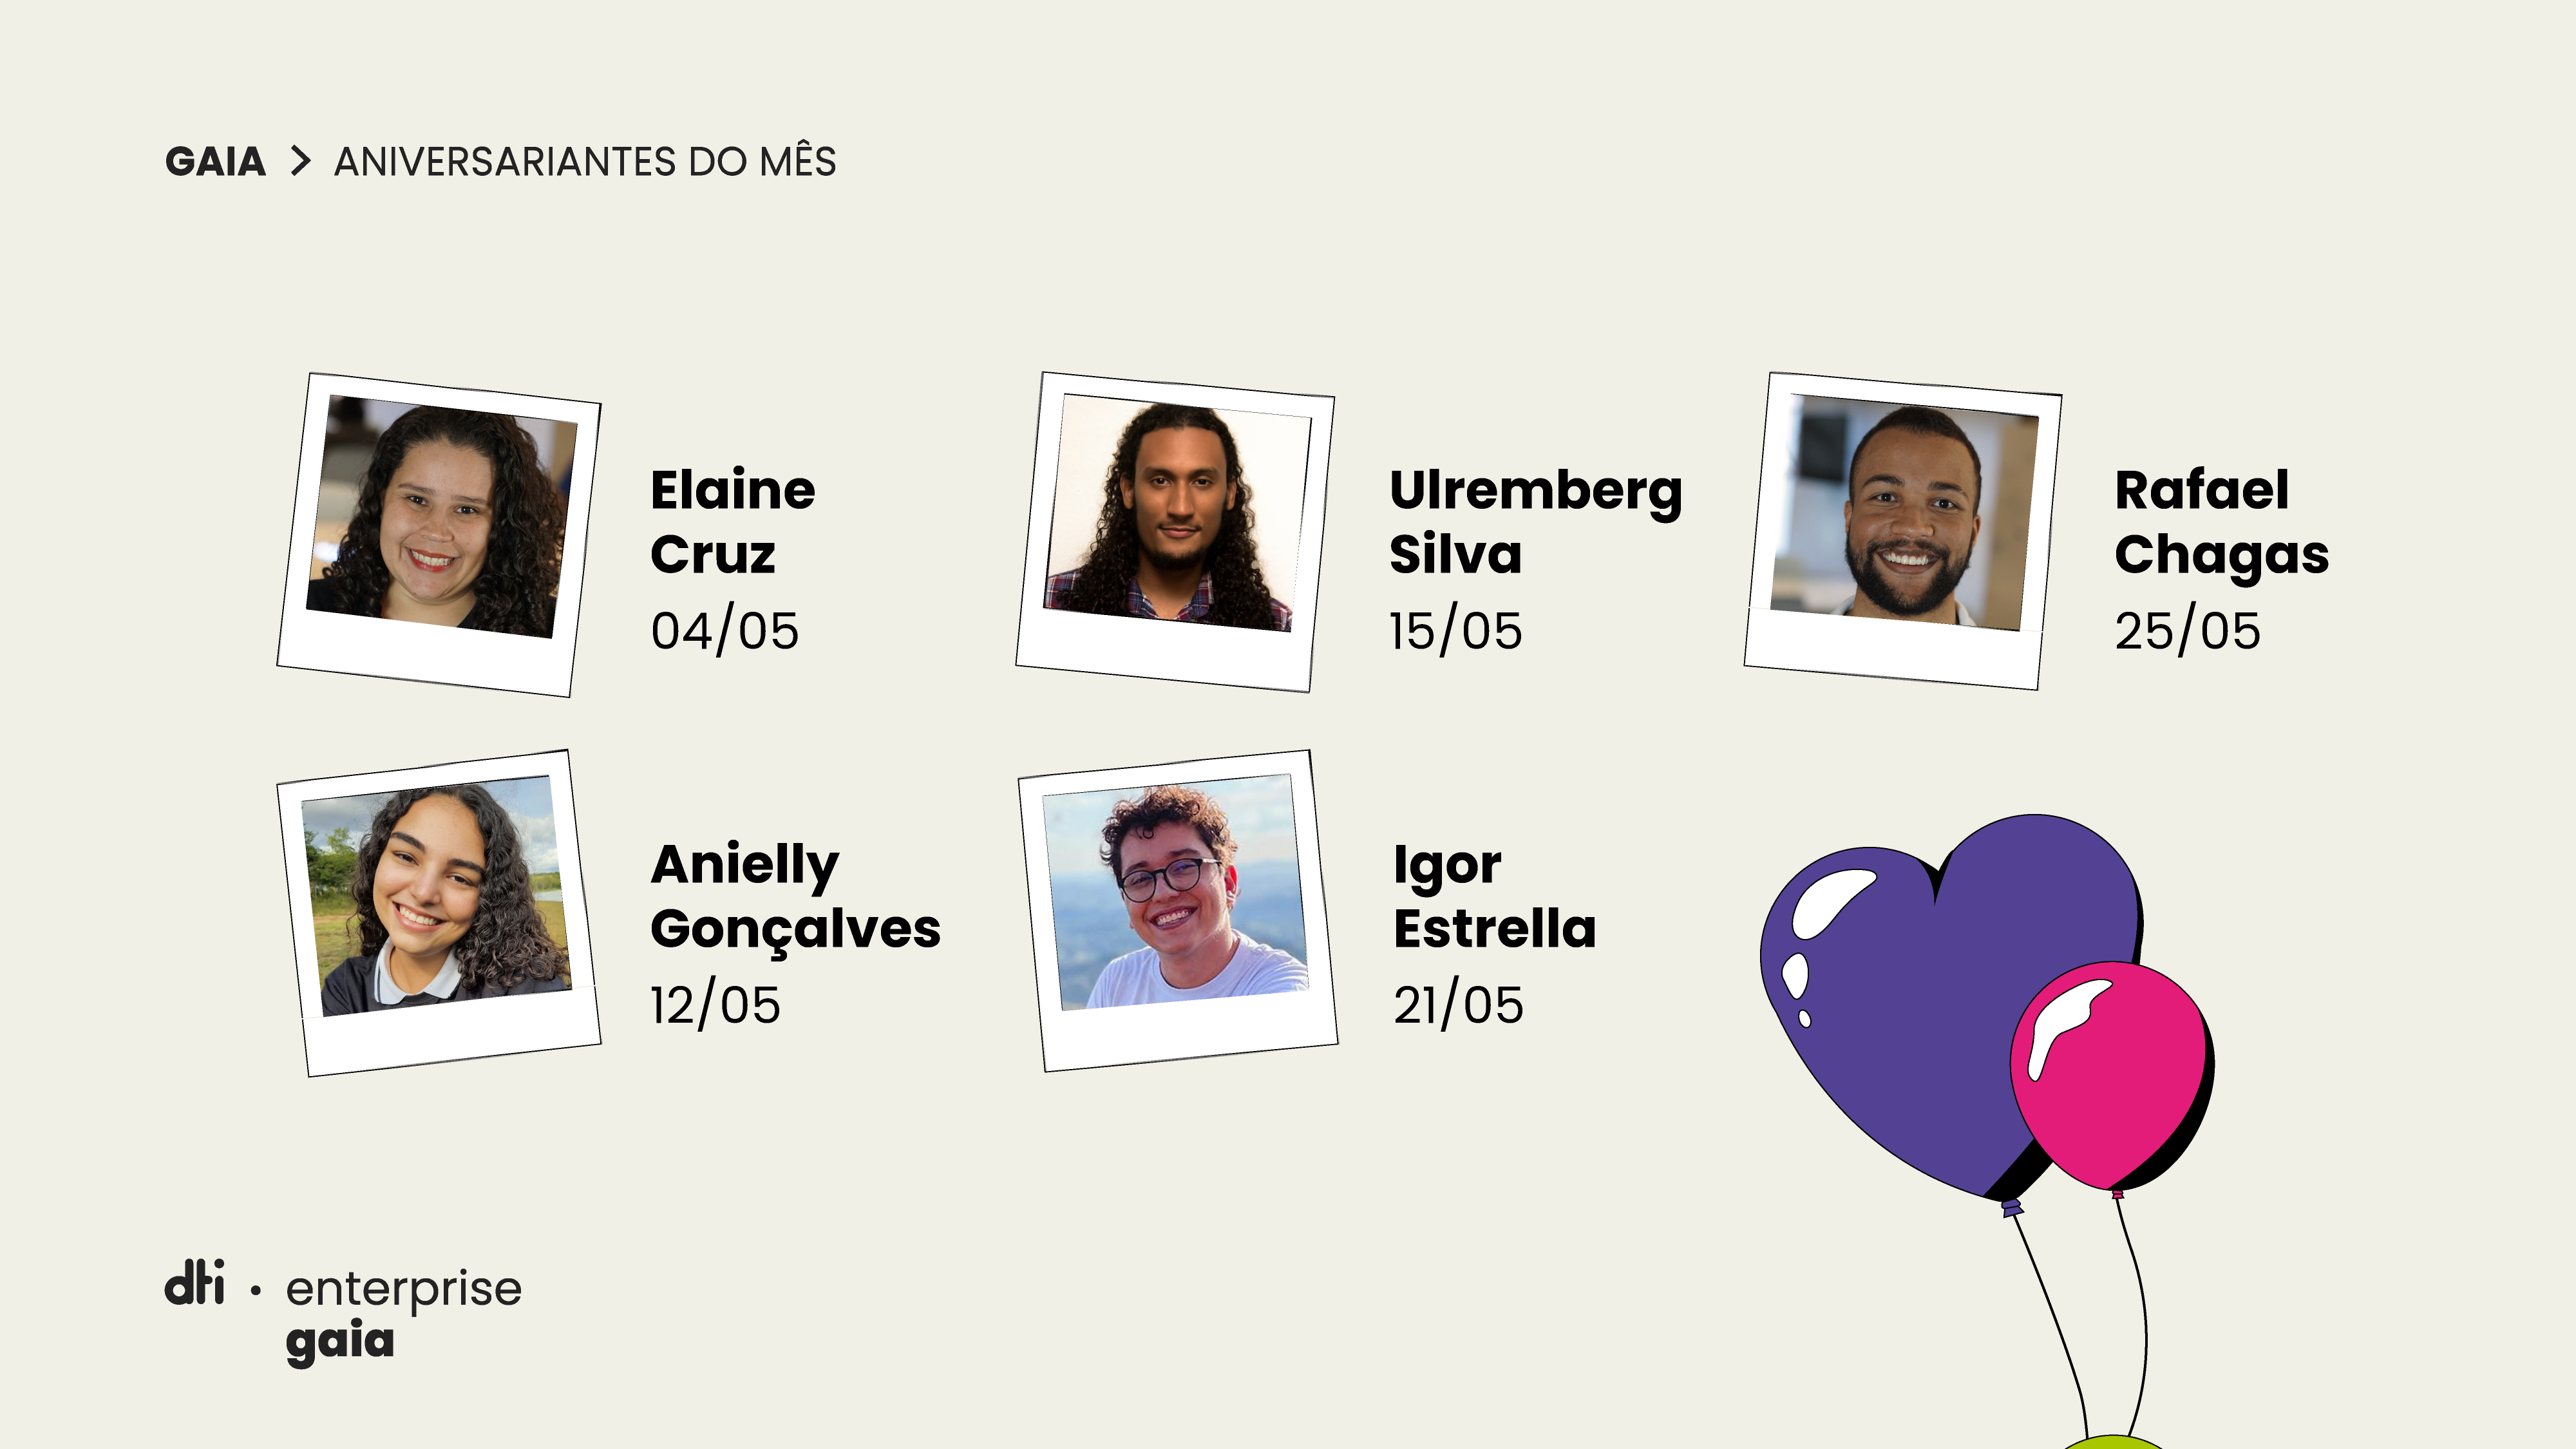 GAIA > ANIVERSARIANTES DO MÊS
Elaine
Cruz
04/05
Ulremberg
Silva
15/05
Rafael
Chagas
25/05
Anielly
Gonçalves
12/05
Igor
Estrella
21/05
dti · enterprise
gaia